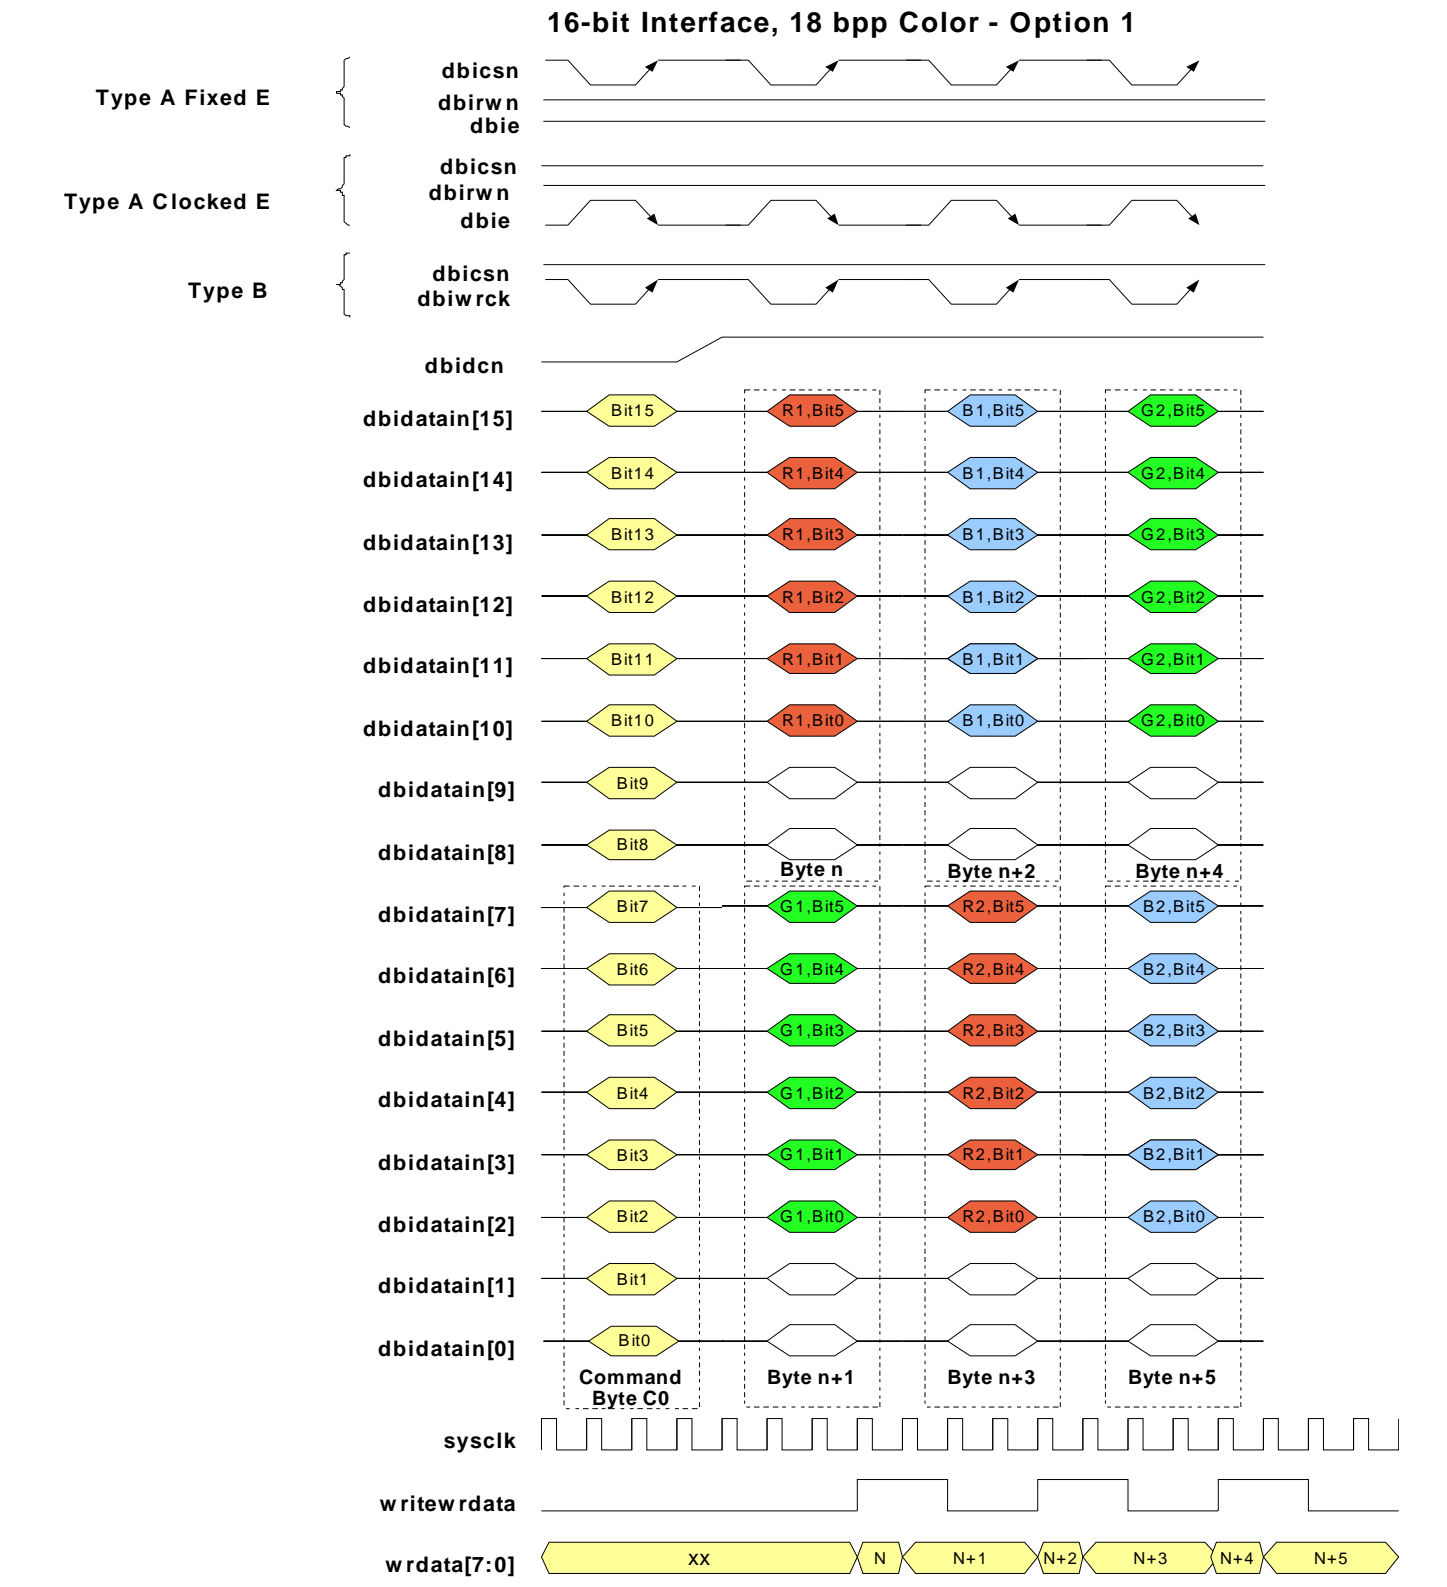 16-bit Interface, 18 bpp Color - Option 1
Type A Fixed E
dbicsn
dbirwn
dbie
Type A Clocked E
dbicsn
dbirwn
dbie
Type B
dbicsn
dbiwrck
dbidcn
dbidatain[15] Bit15 R1,Bit5 B1,Bit5 G2,Bit5
dbidatain[14] Bit14 R1,Bit4 B1,Bit4 G2,Bit4
dbidatain[13] Bit13 R1,Bit3 B1,Bit3 G2,Bit3
dbidatain[12] Bit12 R1,Bit2 B1,Bit2 G2,Bit2
dbidatain[11] Bit11 R1,Bit1 B1,Bit1 G2,Bit1
dbidatain[10] Bit10 R1,Bit0 B1,Bit0 G2,Bit0
dbidatain[9] Bit9
dbidatain[8] Bit8
Byte n Byte n+2 Byte n+4
dbidatain[7] Bit7 G1,Bit5 R2,Bit5 B2,Bit5
dbidatain[6] Bit6 G1,Bit4 R2,Bit4 B2,Bit4
dbidatain[5] Bit5 G1,Bit3 R2,Bit3 B2,Bit3
dbidatain[4] Bit4 G1,Bit2 R2,Bit2 B2,Bit2
dbidatain[3] Bit3 G1,Bit1 R2,Bit1 B2,Bit1
dbidatain[2] Bit2 G1,Bit0 R2,Bit0 B2,Bit0
dbidatain[1] Bit1
dbidatain[0] Bit0
Command Byte n+1 Byte n+3 Byte n+5
Byte C0
sysclk
writewrdata
wrdata[7:0] XX N N+1 N+2 N+3 N+4 N+5